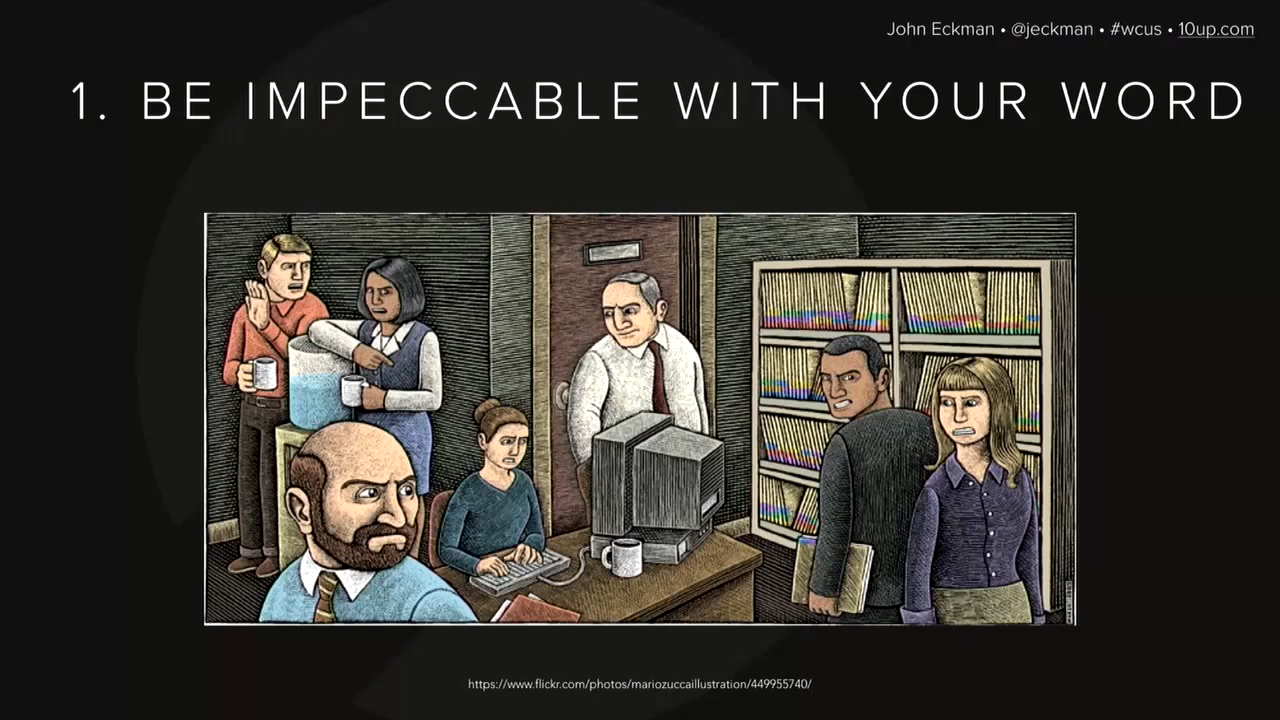 John Eckman • @jeckman • #wcus • 10up.com
1. BE IMPECCABLE WITH YOUR WORD
https://www.flickr.com/photos/mariozuccaillustration/449955740/